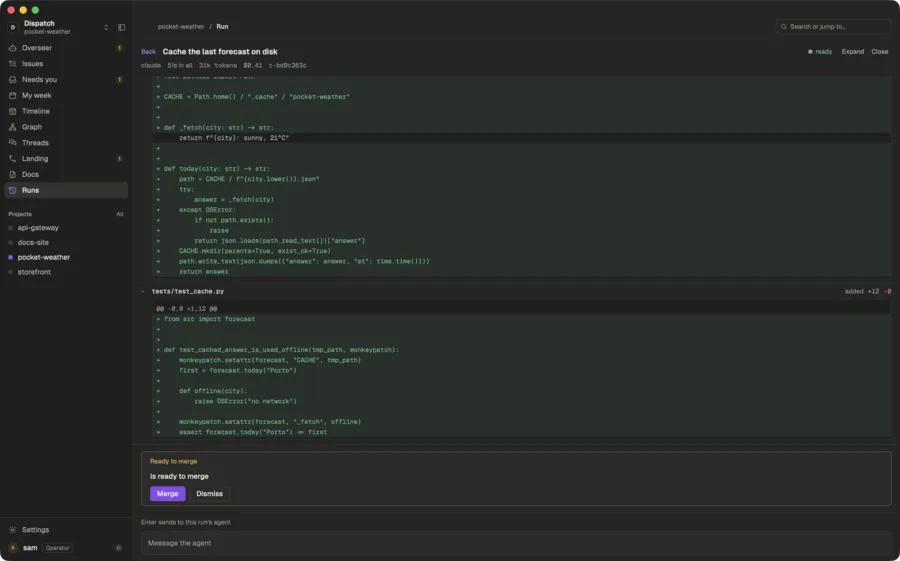 Dispatch
pocket-weather
Overseer 1
Issues
Needs you 1
My week
Timeline
Graph
Threads
Landing 1
Docs
Runs
Projects All
api-gateway
docs-site
pocket-weather
storefront
Settings
sam Operator
pocket-weather / Run
Search or jump to…
Back Cache the last forecast on disk
ready Expand Close
claude 51s in all 31k tokens $0.41 r-bd9c363c
+
+ CACHE = Path.home() / ".cache" / "pocket-weather"
+
+
+ def _fetch(city: str) -> str:
return f"{city}: sunny, 21°C"
+
+
+ def today(city: str) -> str:
+ path = CACHE / f"{city.lower()}.json"
+ try:
+ answer = _fetch(city)
+ except OSError:
+ if not path.exists():
+ raise
+ return json.loads(path.read_text())["answer"]
+ CACHE.mkdir(parents=True, exist_ok=True)
+ path.write_text(json.dumps({"answer": answer, "at": time.time()}))
+ return answer
- tests/test_cache.py added +12 -0
@@ -0,0 +1,12 @@
+ from src import forecast
+
+
+ def test_cached_answer_is_used_offline(tmp_path, monkeypatch):
+ monkeypatch.setattr(forecast, "CACHE", tmp_path)
+ first = forecast.today("Porto")
+
+ def offline(city):
+ raise OSError("no network")
+
+ monkeypatch.setattr(forecast, "_fetch", offline)
+ assert forecast.today("Porto") == first
Ready to merge
is ready to merge
Merge Dismiss
Enter sends to this run's agent
Message the agent